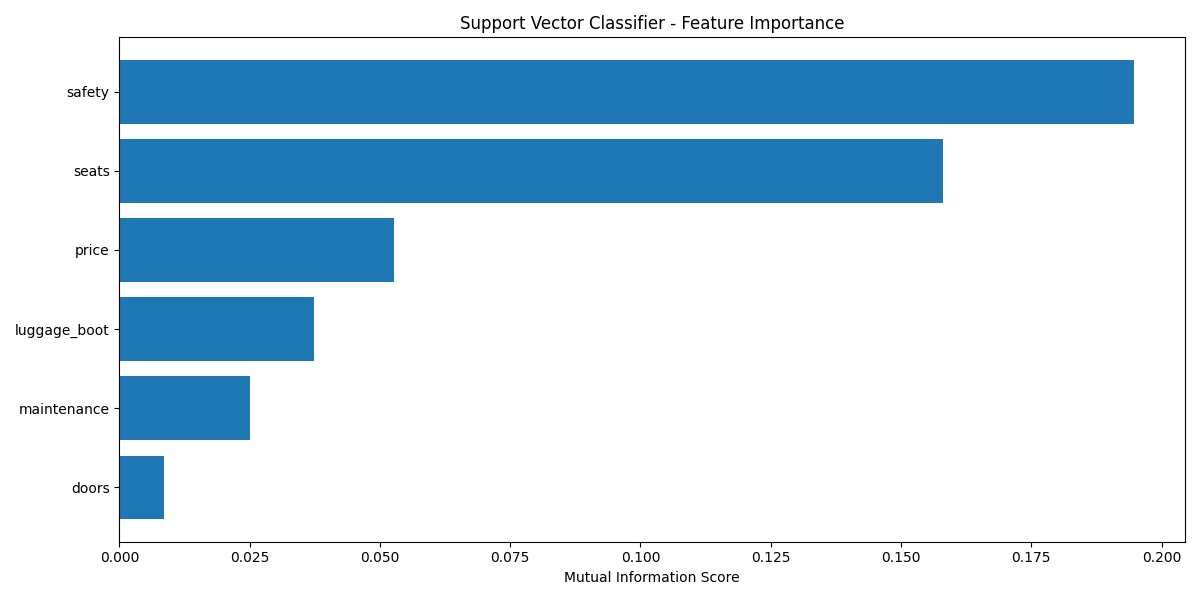 Support Vector Classifier - Feature Importance
safety
seats
price
luggage_boot
maintenance
doors
0.000 0.025 0.050 0.075 0.100 0.125 0.150 0.175 0.200
Mutual Information Score